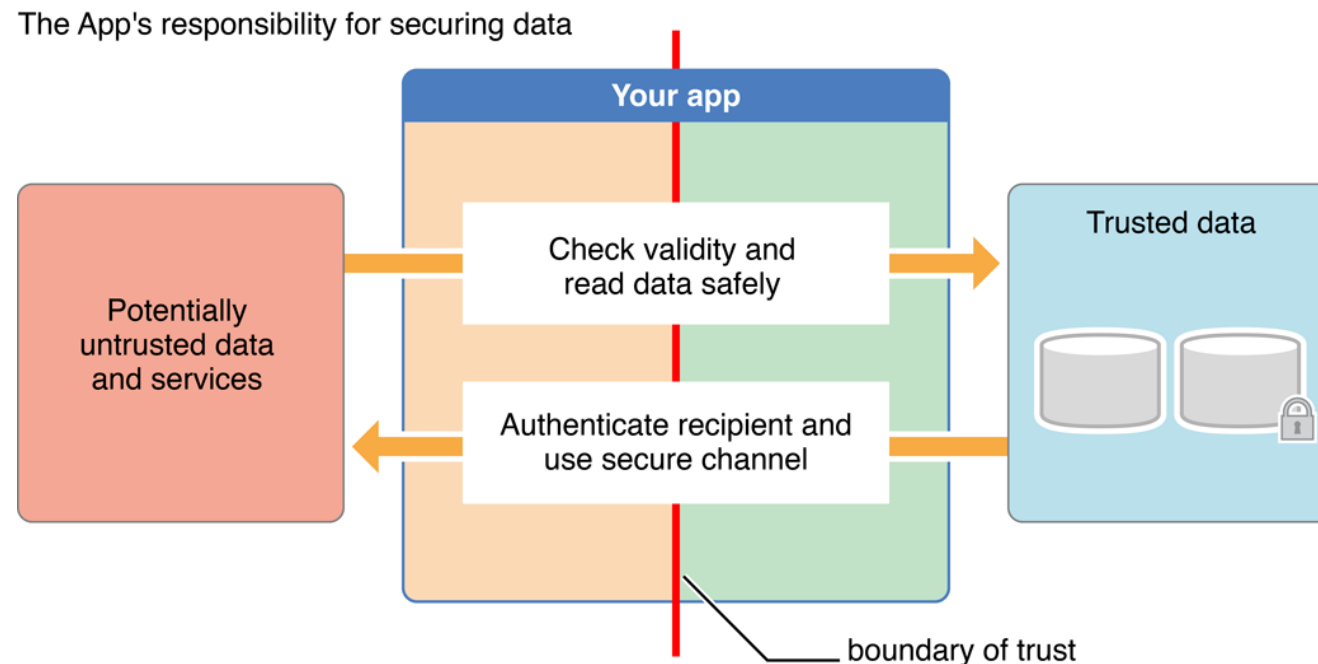 The App's responsibility for securing data
Your app
Potentially
untrusted data
and services
Check validity and
read data safely
Authenticate recipient and
use secure channel
Trusted data
boundary of trust